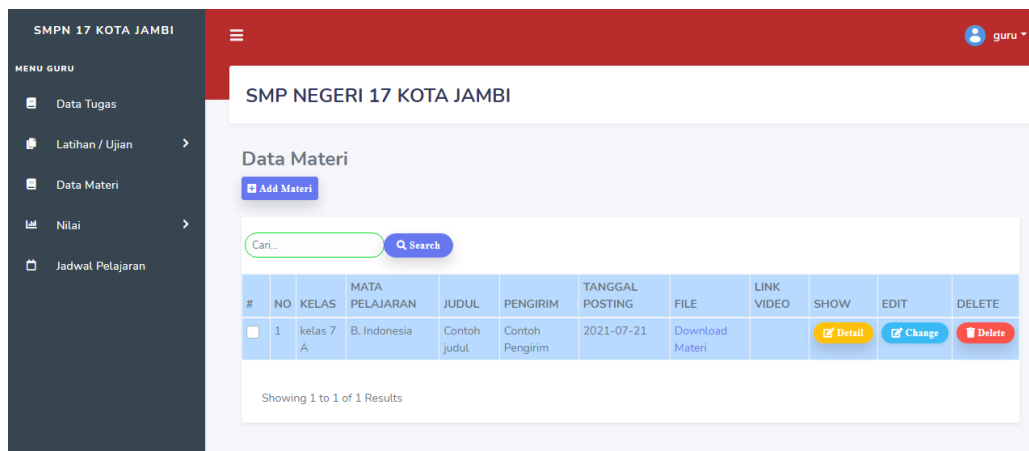 SMPN 17 KOTA JAMBI
guru
MENU GURU
Data Tugas
Latihan / Ujian
Data Materi
Nilai
Jadwal Pelajaran
SMP NEGERI 17 KOTA JAMBI
Data Materi
Add Materi
Cari... Search
# NO KELAS MATA PELAJARAN JUDUL PENGIRIM TANGGAL POSTING FILE LINK VIDEO SHOW EDIT DELETE
1 kelas 7 A B. Indonesia Contoh judul Contoh Pengirim 2021-07-21 Download Materi Detail Change Delete
Showing 1 to 1 of 1 Results